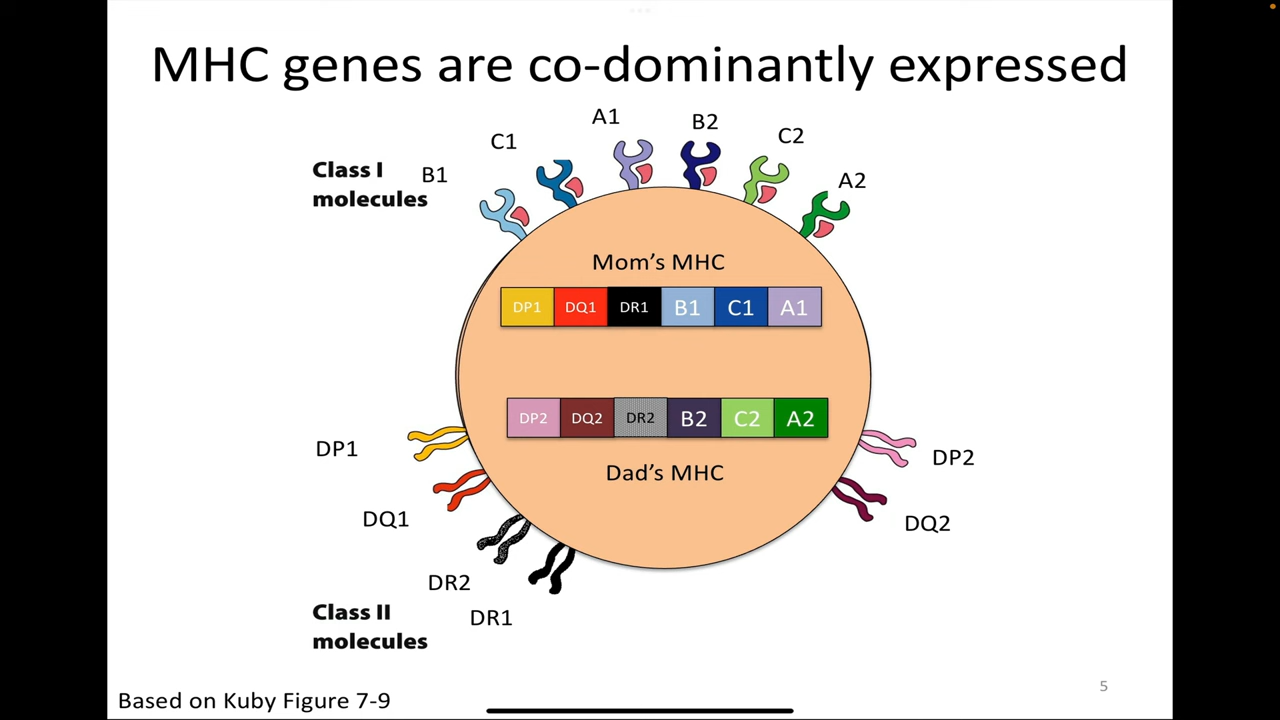 MHC genes are co-dominantly expressed
A1
B2
C1
C2
Class I
molecules
B1
A2
Mom's MHC
DP1 DQ1 DR1 B1 C1 A1
DP2 DQ2 DR2 B2 C2 A2
Dad's MHC
DP1
DP2
DQ1
DQ2
DR2
DR1
Class II
molecules
Based on Kuby Figure 7-9
5